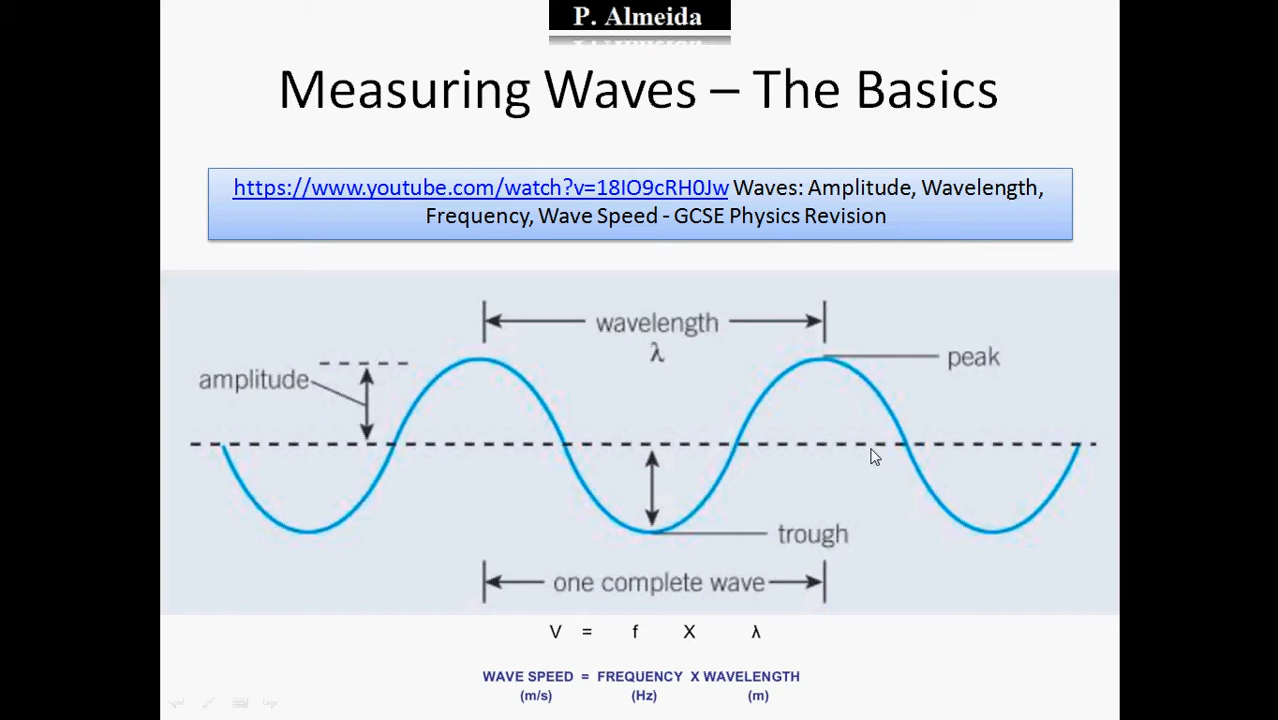 P. Almeida
Measuring Waves – The Basics
https://www.youtube.com/watch?v=18IO9cRH0Jw Waves: Amplitude, Wavelength,
Frequency, Wave Speed - GCSE Physics Revision
wavelength
λ
peak
amplitude
trough
one complete wave
V = f X λ
WAVE SPEED = FREQUENCY X WAVELENGTH
(m/s) (Hz) (m)